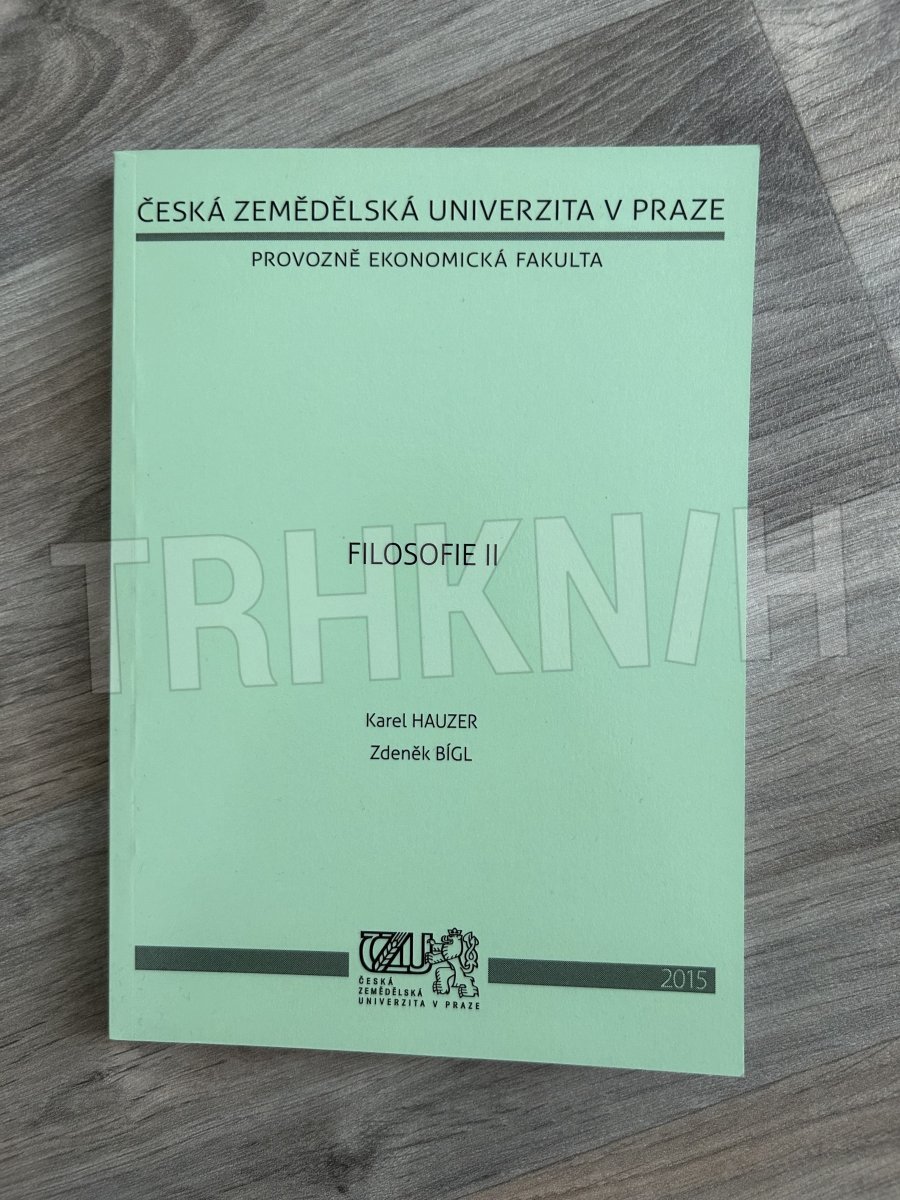 ČESKÁ ZEMĚDĚLSKÁ UNIVERZITA V PRAZE
PROVOZNĚ EKONOMICKÁ FAKULTA
FILOSOFIE II
TRHKNIH
Karel HAUZER
Zdeněk BÍGL
ČZU
ČESKÁ
ZEMĚDĚLSKÁ
UNIVERZITA V PRAZE
2015